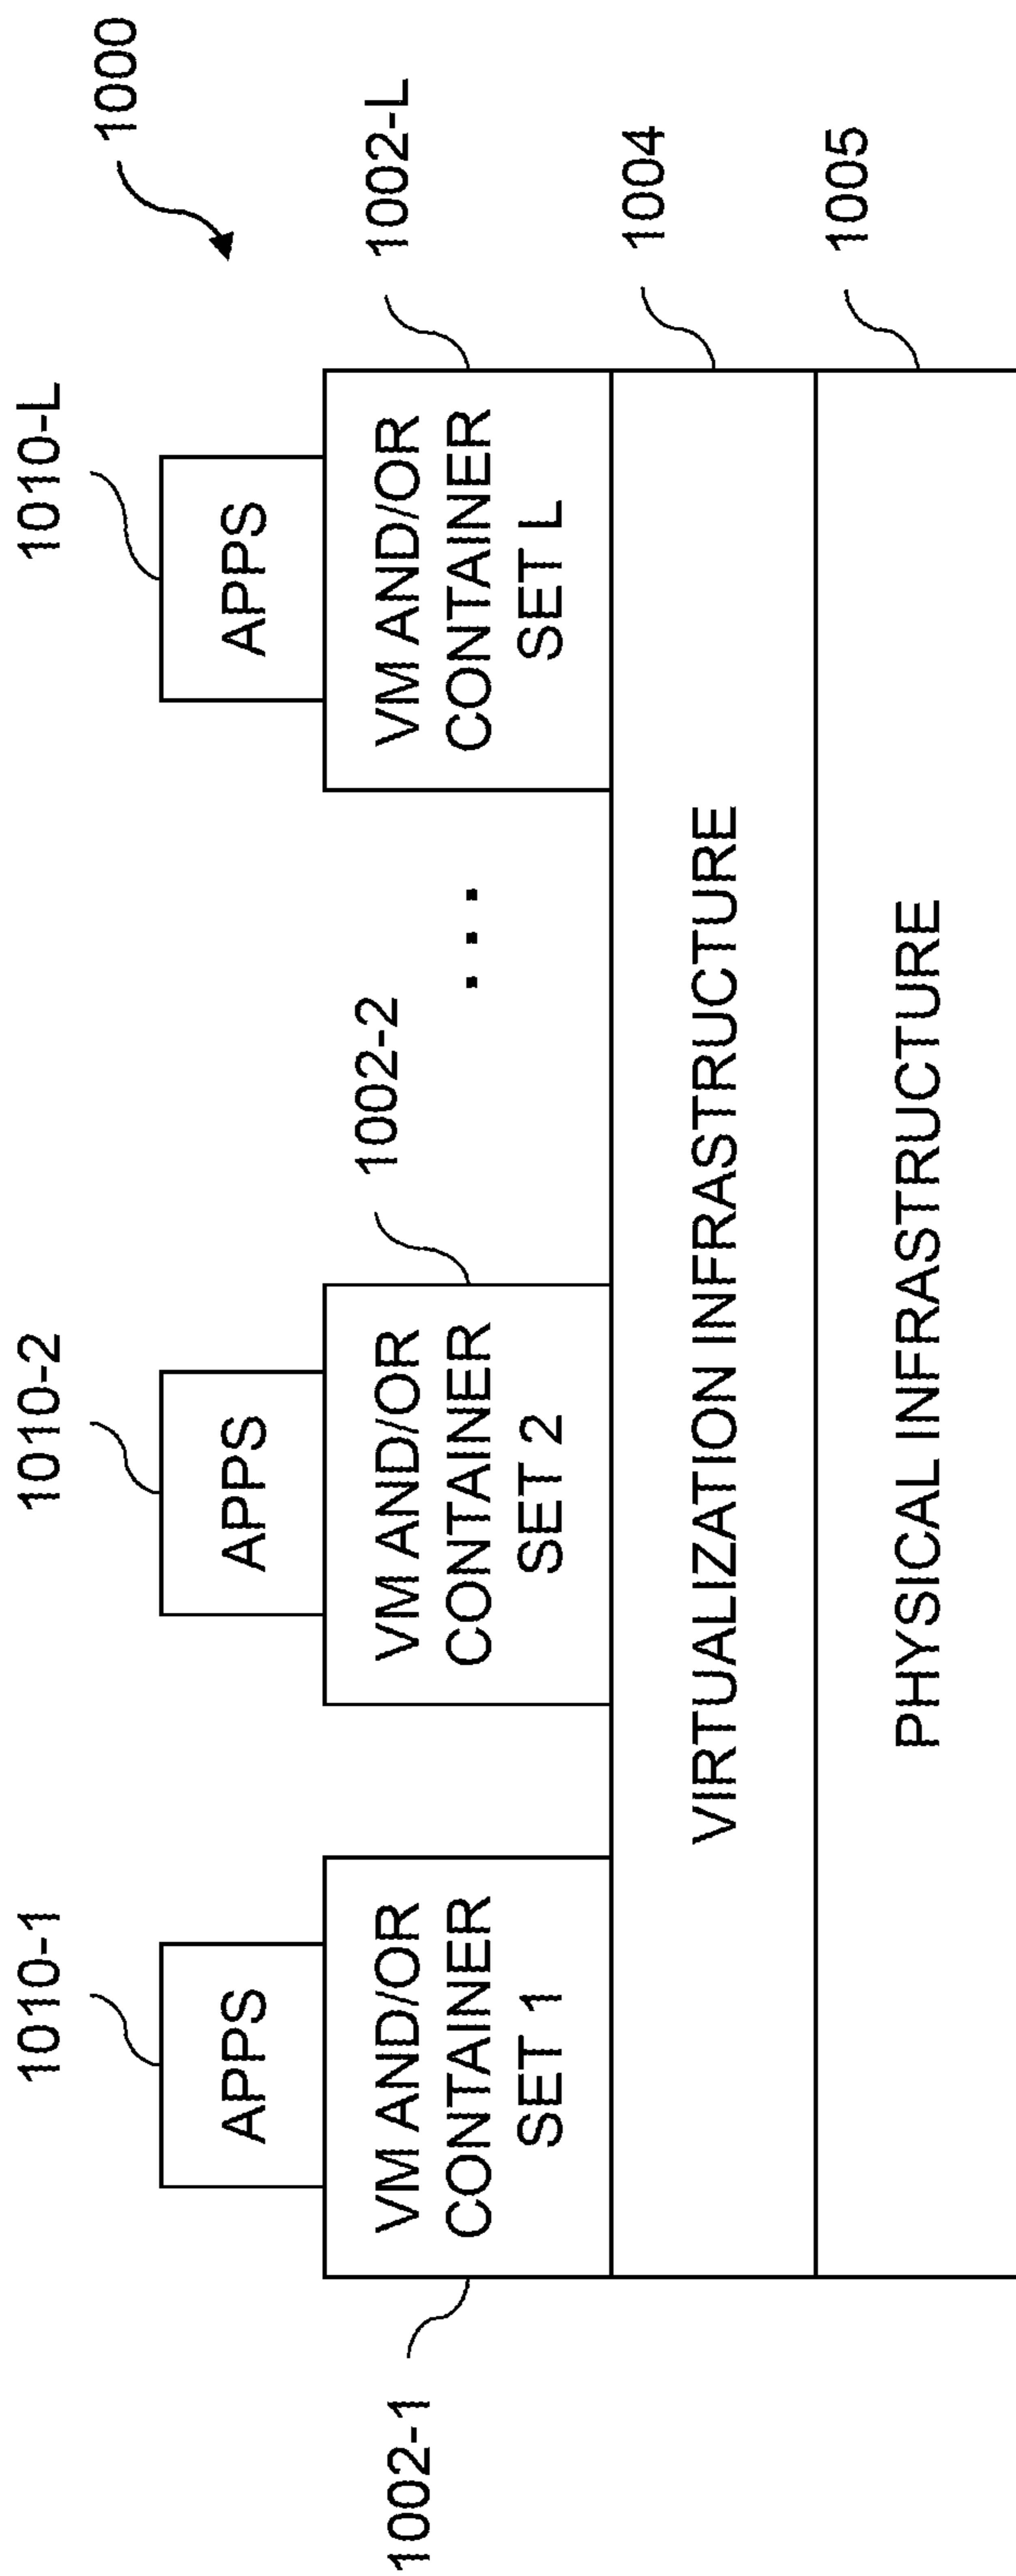 1000
1010-1
1010-2
1010-L
APPS
APPS
APPS
1002-1
VM AND/OR
CONTAINER
SET 1
VM AND/OR
CONTAINER
SET 2
1002-2
...
VM AND/OR
CONTAINER
SET L
1002-L
VIRTUALIZATION INFRASTRUCTURE
1004
PHYSICAL INFRASTRUCTURE
1005